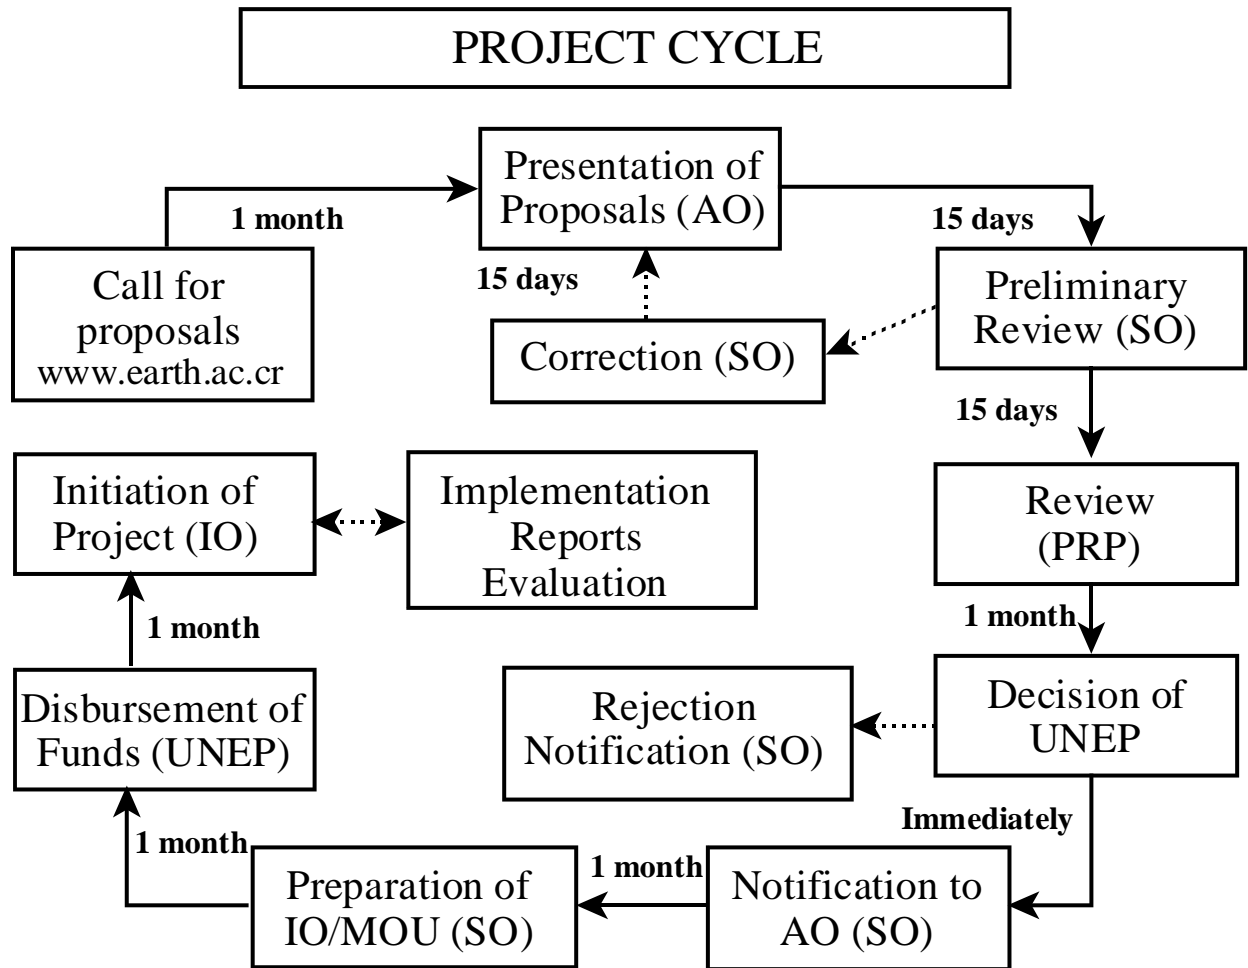 PROJECT CYCLE
Presentation of
Proposals (AO)
1 month
15 days
Call for
proposals
www.earth.ac.cr
15 days
Correction (SO)
Preliminary
Review (SO)
15 days
Initiation of
Project (IO)
Implementation
Reports
Evaluation
Review
(PRP)
1 month
1 month
Disbursement of
Funds (UNEP)
Rejection
Notification (SO)
Decision of
UNEP
Immediately
1 month
Preparation of
IO/MOU (SO)
1 month
Notification to
AO (SO)